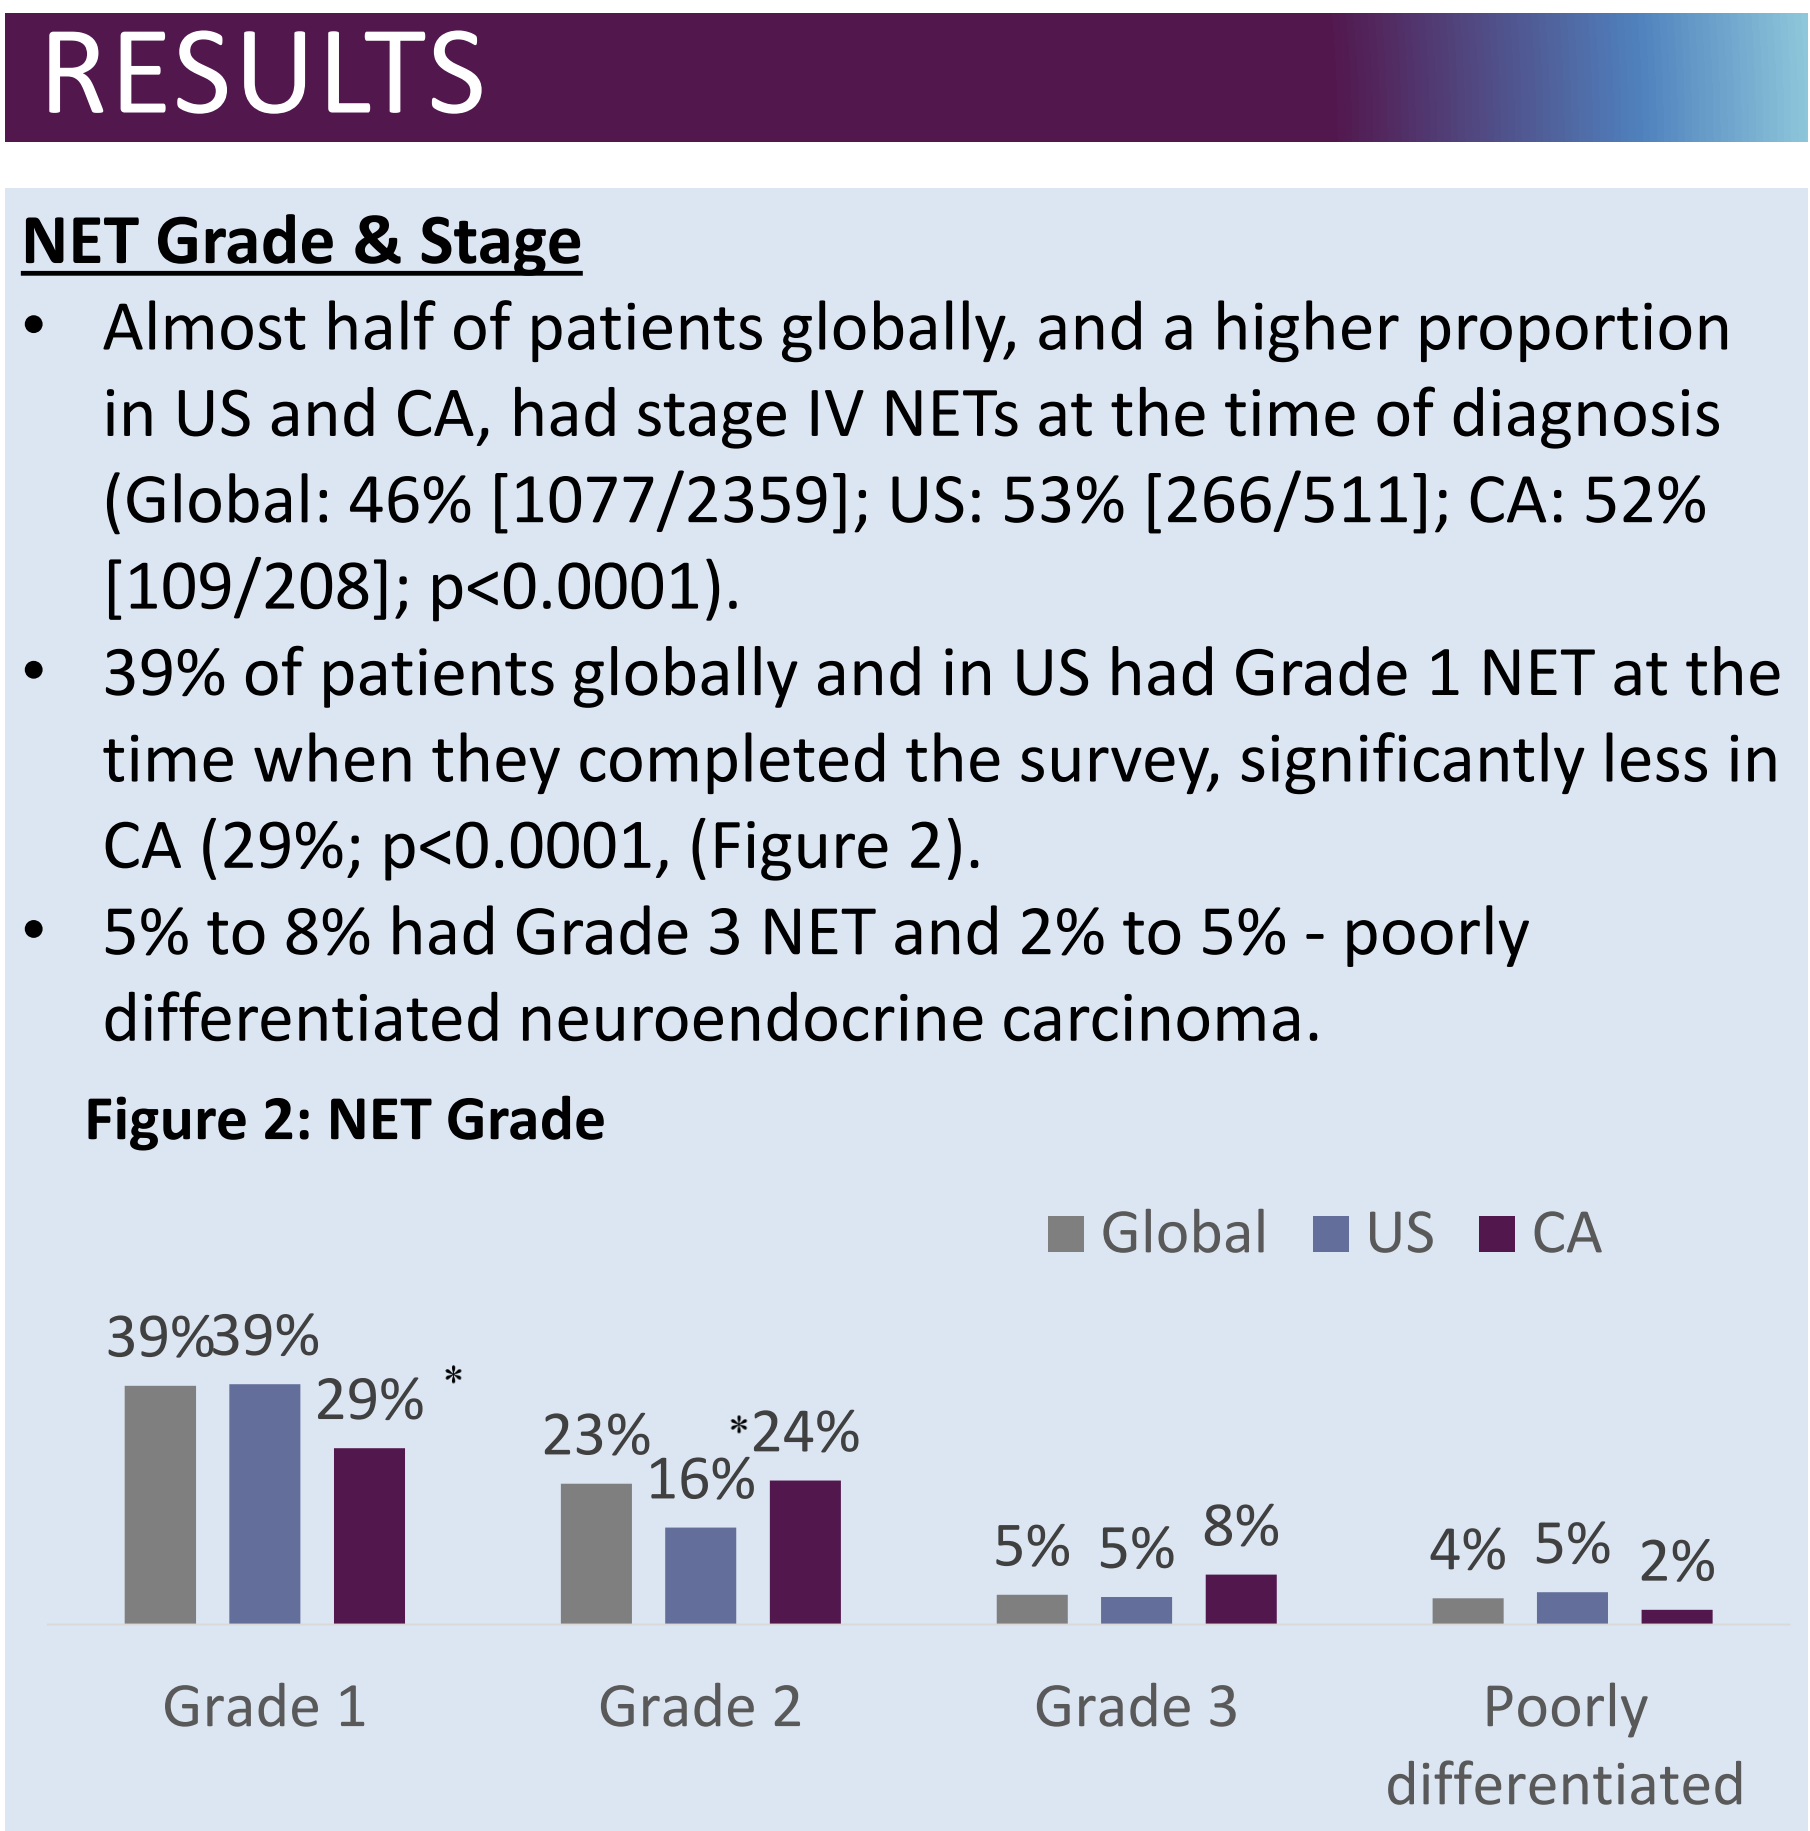 RESULTS
NET Grade & Stage
• Almost half of patients globally, and a higher proportion
in US and CA, had stage IV NETs at the time of diagnosis
(Global: 46% [1077/2359]; US: 53% [266/511]; CA: 52%
[109/208]; p<0.0001).
• 39% of patients globally and in US had Grade 1 NET at the
time when they completed the survey, significantly less in
CA (29%; p<0.0001, (Figure 2).
• 5% to 8% had Grade 3 NET and 2% to 5% - poorly
differentiated neuroendocrine carcinoma.
Figure 2: NET Grade
Global US CA
39% 39% 29% *
23% 16% * 24%
5% 5% 8%
4% 5% 2%
Grade 1 Grade 2 Grade 3 Poorly
differentiated